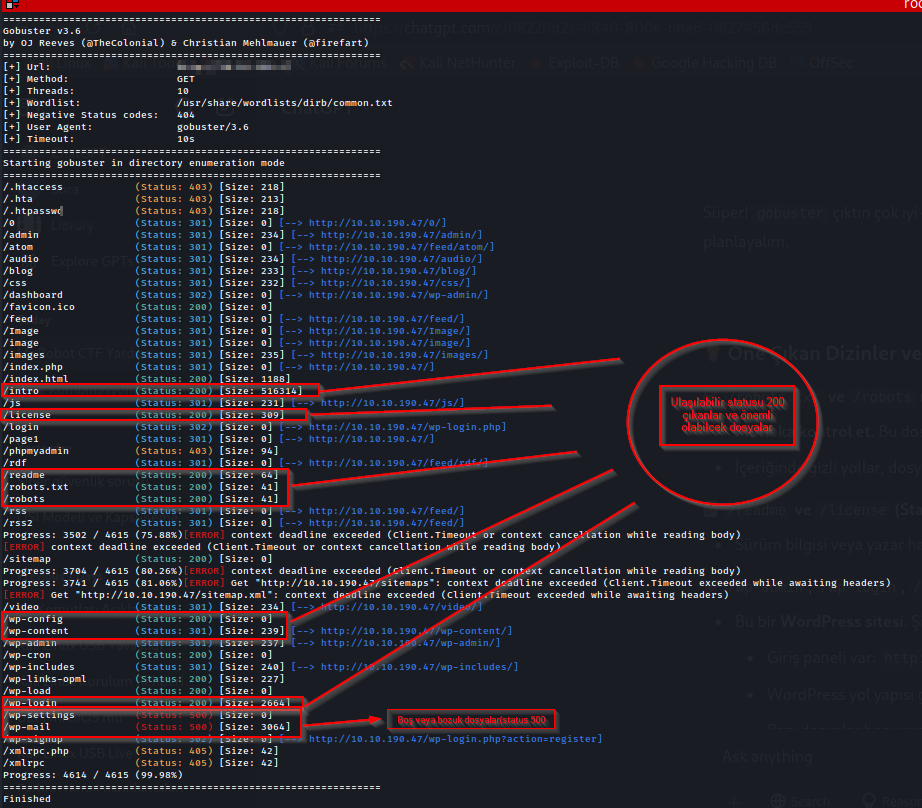 ===============================================================
Gobuster v3.6
by OJ Reeves (@TheColonial) & Christian Mehlmauer (@firefart)
===============================================================
[+] Url:
[+] Method:                  GET
[+] Threads:                 10
[+] Wordlist:                /usr/share/wordlists/dirb/common.txt
[+] Negative Status codes:   404
[+] User Agent:              gobuster/3.6
[+] Timeout:                 10s
===============================================================
Starting gobuster in directory enumeration mode
===============================================================
/.htaccess            (Status: 403) [Size: 218]
/.hta                 (Status: 403) [Size: 213]
/.htpasswd            (Status: 403) [Size: 218]
/0                    (Status: 301) [Size: 0] [--> http://10.10.190.47/0/]
/admin                (Status: 301) [Size: 234] [--> http://10.10.190.47/admin/]
/atom                 (Status: 301) [Size: 0] [--> http://10.10.190.47/feed/atom/]
/audio                (Status: 301) [Size: 234] [--> http://10.10.190.47/audio/]
/blog                 (Status: 301) [Size: 233] [--> http://10.10.190.47/blog/]
/css                  (Status: 301) [Size: 232] [--> http://10.10.190.47/css/]
/dashboard            (Status: 302) [Size: 0] [--> http://10.10.190.47/wp-admin/]
/favicon.ico          (Status: 200) [Size: 0]
/feed                 (Status: 301) [Size: 0] [--> http://10.10.190.47/feed/]
/Image                (Status: 301) [Size: 0] [--> http://10.10.190.47/Image/]
/image                (Status: 301) [Size: 0] [--> http://10.10.190.47/image/]
/images               (Status: 301) [Size: 235] [--> http://10.10.190.47/images/]
/index.php            (Status: 301) [Size: 0] [--> http://10.10.190.47/]
/index.html           (Status: 200) [Size: 1188]
/intro                (Status: 200) [Size: 516314]
/js                   (Status: 301) [Size: 231] [--> http://10.10.190.47/js/]
/license              (Status: 200) [Size: 309]
/login                (Status: 302) [Size: 0] [--> http://10.10.190.47/wp-login.php]
/page1                (Status: 301) [Size: 0] [--> http://10.10.190.47/]
/phpmyadmin           (Status: 403) [Size: 94]
/rdf                  (Status: 301) [Size: 0] [--> http://10.10.190.47/feed/rdf/]
/readme               (Status: 200) [Size: 64]
/robots.txt           (Status: 200) [Size: 41]
/robots               (Status: 200) [Size: 41]
/rss                  (Status: 301) [Size: 0] [--> http://10.10.190.47/feed/]
/rss2                 (Status: 301) [Size: 0] [--> http://10.10.190.47/feed/]
Progress: 3502 / 4615 (75.88%)[ERROR] context deadline exceeded (Client.Timeout or context cancellation while reading body)
[ERROR] context deadline exceeded (Client.Timeout or context cancellation while reading body)
/sitemap              (Status: 200) [Size: 0]
Progress: 3704 / 4615 (80.26%)[ERROR] context deadline exceeded (Client.Timeout or context cancellation while reading body)
Progress: 3741 / 4615 (81.06%)[ERROR] Get "http://10.10.190.47/sitemaps": context deadline exceeded (Client.Timeout exceeded while awaiting headers)
[ERROR] Get "http://10.10.190.47/sitemap.xml": context deadline exceeded (Client.Timeout exceeded while awaiting headers)
/video                (Status: 301) [Size: 234] [--> http://10.10.190.47/video/]
/wp-config            (Status: 200) [Size: 0]
/wp-content           (Status: 301) [Size: 239] [--> http://10.10.190.47/wp-content/]
/wp-admin             (Status: 301) [Size: 237] [--> http://10.10.190.47/wp-admin/]
/wp-cron              (Status: 200) [Size: 0]
/wp-includes          (Status: 301) [Size: 240] [--> http://10.10.190.47/wp-includes/]
/wp-links-opml        (Status: 200) [Size: 227]
/wp-load              (Status: 200) [Size: 0]
/wp-login             (Status: 200) [Size: 2664]
/wp-settings          (Status: 500) [Size: 0]
/wp-mail              (Status: 500) [Size: 3064]
/wp-signup            (Status: 302) [Size: 0] [--> http://10.10.190.47/wp-login.php?action=register]
/xmlrpc.php           (Status: 405) [Size: 42]
/xmlrpc               (Status: 405) [Size: 42]
Progress: 4614 / 4615 (99.98%)
===============================================================
Finished
Ulaşılabilir statusu 200
çıkanlar ve önemli
olabilcek dosyalar
Boş veya bozuk dosyalar(status 500